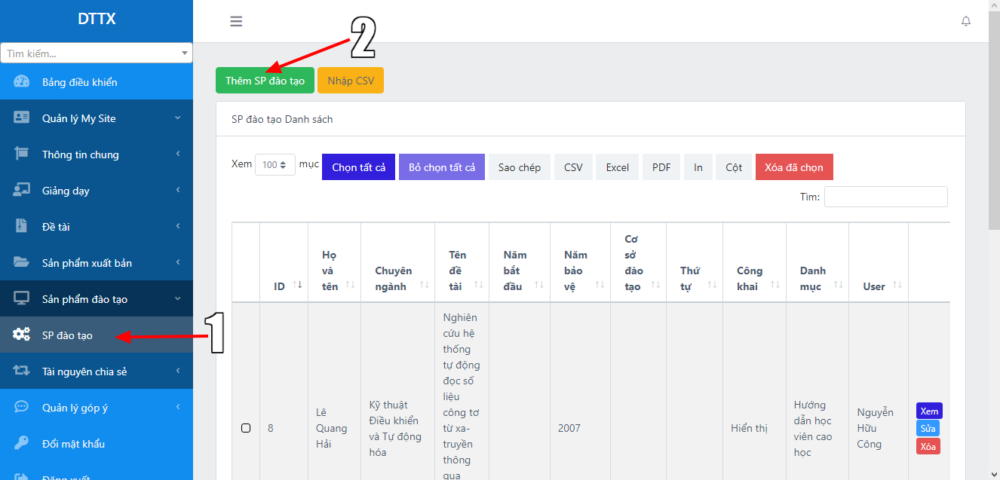 DTTX
Tìm kiếm...
Bảng điều khiển
Quản lý My Site
Thông tin chung
Giảng dạy
Đề tài
Sản phẩm xuất bản
Sản phẩm đào tạo
SP đào tạo
Tài nguyên chia sẻ
Quản lý góp ý
Đổi mật khẩu
Đăng xuất
1
2
Thêm SP đào tạo
Nhập CSV
SP đào tạo Danh sách
Xem 100 mục Chọn tất cả Bỏ chọn tất cả Sao chép CSV Excel PDF In Cột Xóa đã chọn
Tìm:
ID
Họ
và
tên
Chuyên
ngành
Tên
đề
tài
Năm
bắt
đầu
Năm
bảo
vệ
Cơ
sở
đào
tạo
Thứ
tự
Công
khai
Danh
mục
User
8
Lê
Quang
Hải
Kỹ thuật
Điều khiển
và Tự động
hóa
Nghiên
cứu hệ
thống
tự động
đọc số
liệu
công tơ
từ xa-
truyền
thông
qua
2007
Hiển thị
Hướng
dẫn học
viên cao
học
Nguyễn
Hữu
Công
Xem
Sửa
Xóa